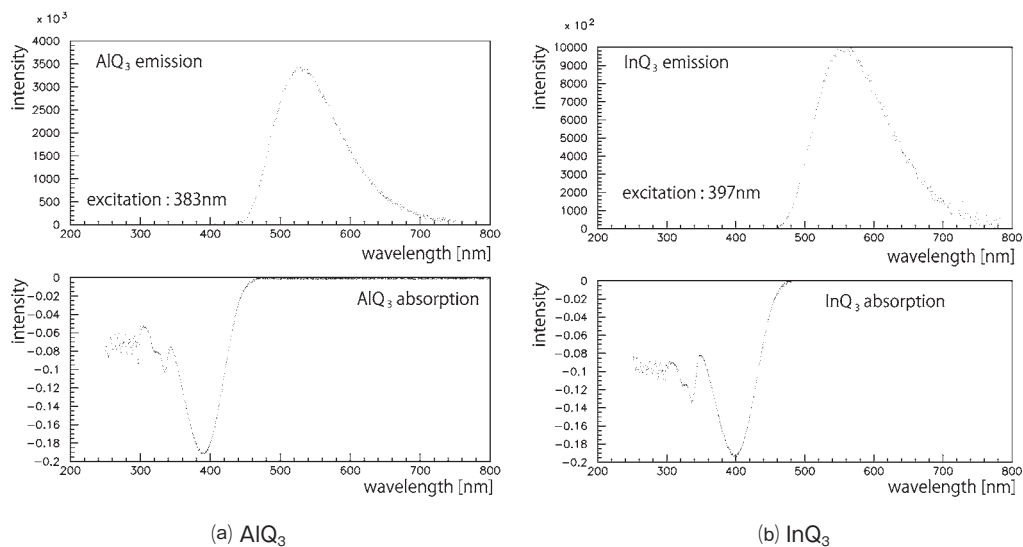 x 10³
intensity
4000
3500
3000
2500
2000
1500
1000
500
0
AlQ₃ emission
excitation : 383nm
200 300 400 500 600 700 800
wavelength [nm]
intensity
0
−0.02
−0.04
−0.06
−0.08
−0.1
−0.12
−0.14
−0.16
−0.18
−0.2
AlQ₃ absorption
200 300 400 500 600 700 800
wavelength [nm]
(a) AlQ₃
x 10²
intensity
10000
9000
8000
7000
6000
5000
4000
3000
2000
1000
0
InQ₃ emission
excitation : 397nm
200 300 400 500 600 700 800
wavelength [nm]
intensity
0
−0.02
−0.04
−0.06
−0.08
−0.1
−0.12
−0.14
−0.16
−0.18
−0.2
InQ₃ absorption
200 300 400 500 600 700 800
wavelength [nm]
(b) InQ₃